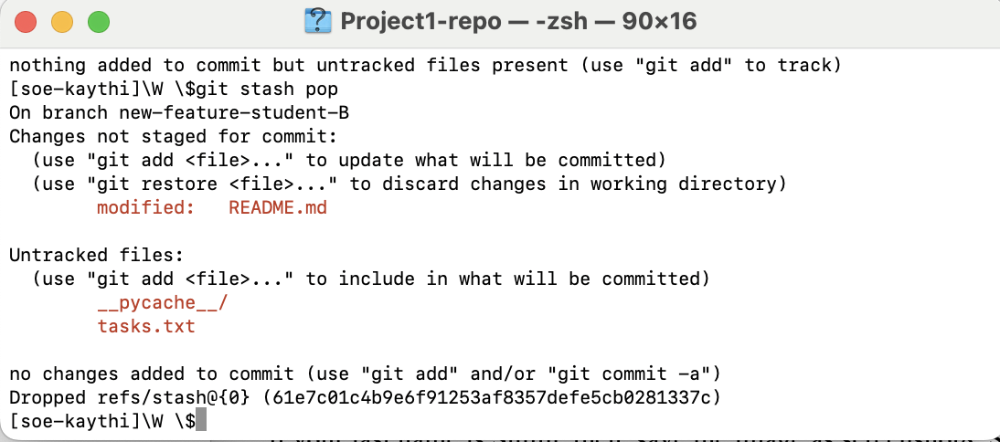 Project1-repo — -zsh — 90×16
nothing added to commit but untracked files present (use "git add" to track)
[soe-kaythi]\W \$git stash pop
On branch new-feature-student-B
Changes not staged for commit:
  (use "git add <file>..." to update what will be committed)
  (use "git restore <file>..." to discard changes in working directory)
        modified:   README.md

Untracked files:
  (use "git add <file>..." to include in what will be committed)
        __pycache__/
        tasks.txt

no changes added to commit (use "git add" and/or "git commit -a")
Dropped refs/stash@{0} (61e7c01c4b9e6f91253af8357defe5cb0281337c)
[soe-kaythi]\W \$